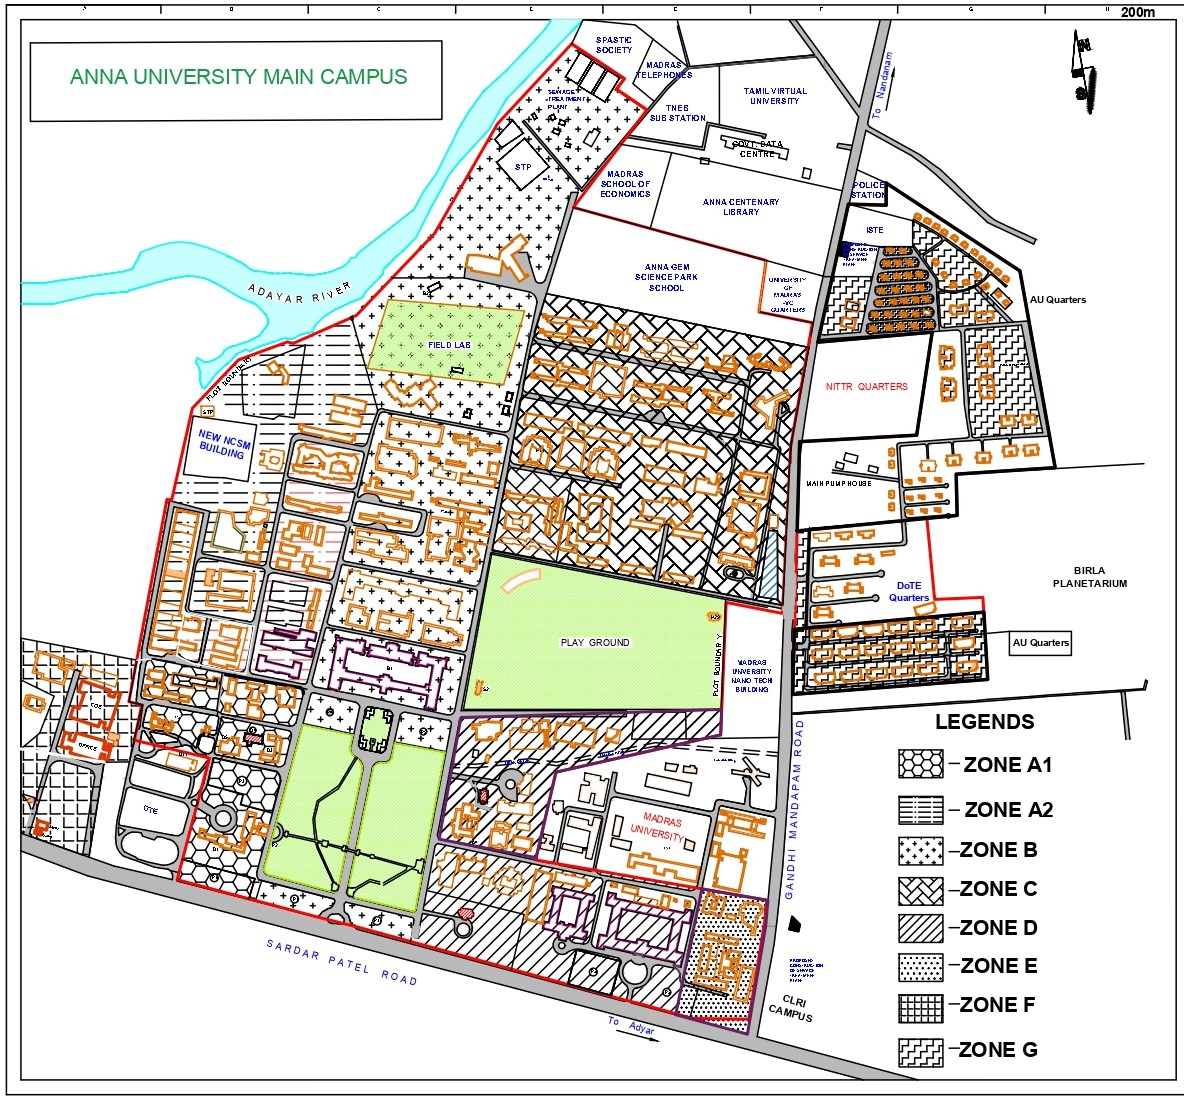 200m
ANNA UNIVERSITY MAIN CAMPUS
N
S
SPASTIC
SOCIETY
MADRAS
TELEPHONES
SEWAGE
TREATMENT
PLANT
TNEB
SUB STATION
TAMIL VIRTUAL
UNIVERSITY
To Nandanam
GOVT. DATA
CENTRE
STP
MADRAS
SCHOOL OF
ECONOMICS
ANNA CENTENARY
LIBRARY
POLICE
STATION
ISTE
ANNA GEM
SCIENCE PARK
SCHOOL
UNIVERSITY
OF
MADRAS
-VC
QUARTERS
AU Quarters
ADAYAR RIVER
FIELD LAB
PLOT BOUNDARY
STP
NITTR QUARTERS
NEW NCSM
BUILDING
MAIN PUMP HOUSE
BIRLA
PLANETARIUM
DoTE
Quarters
PLAY GROUND
AU Quarters
PLOT BOUNDARY
MADRAS
UNIVERSITY
NANO TECH
BUILDING
COE
OFFICE
LEGENDS
ZONE A1
ZONE A2
ZONE B
ZONE C
ZONE D
ZONE E
ZONE F
ZONE G
DTE
MADRAS
UNIVERSITY
GANDHI MANDAPAM ROAD
SARDAR PATEL ROAD
To Adyar
CLRI
CAMPUS